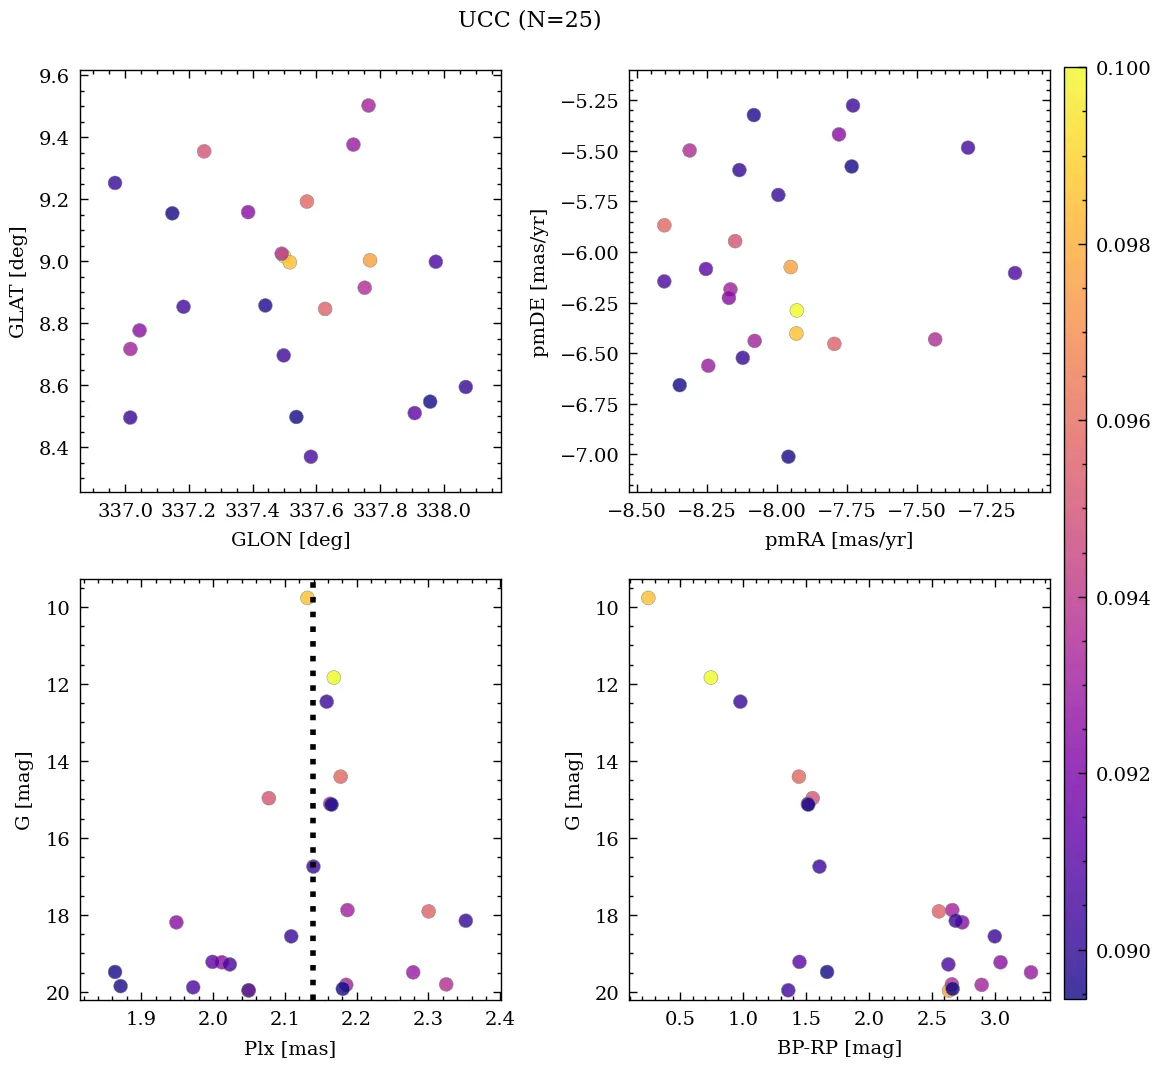 UCC (N=25)
9.6
9.4
9.2
9.0
8.8
8.6
8.4
GLAT [deg]
337.0 337.2 337.4 337.6 337.8 338.0
GLON [deg]
−5.25
−5.50
−5.75
−6.00
−6.25
−6.50
−6.75
−7.00
pmDE [mas/yr]
−8.50 −8.25 −8.00 −7.75 −7.50 −7.25
pmRA [mas/yr]
0.100
0.098
0.096
0.094
0.092
0.090
10
12
14
16
18
20
G [mag]
1.9 2.0 2.1 2.2 2.3 2.4
Plx [mas]
10
12
14
16
18
20
G [mag]
0.5 1.0 1.5 2.0 2.5 3.0
BP-RP [mag]